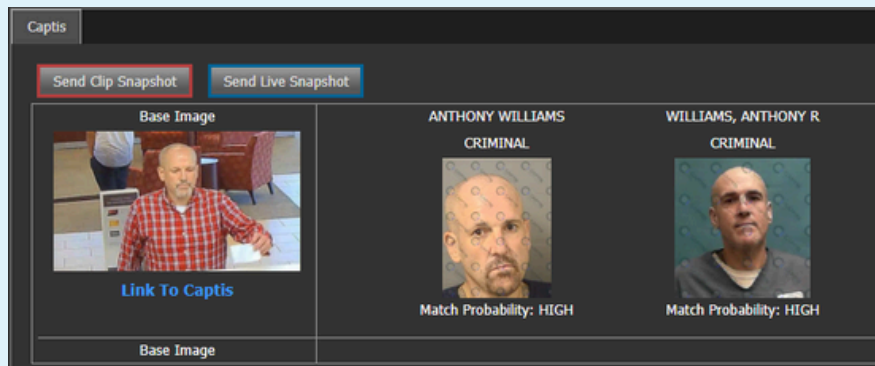 Captis
Send Clip Snapshot
Send Live Snapshot
Base Image
ANTHONY WILLIAMS
WILLIAMS, ANTHONY R
CRIMINAL
CRIMINAL
Link To Captis
Match Probability: HIGH
Match Probability: HIGH
Base Image